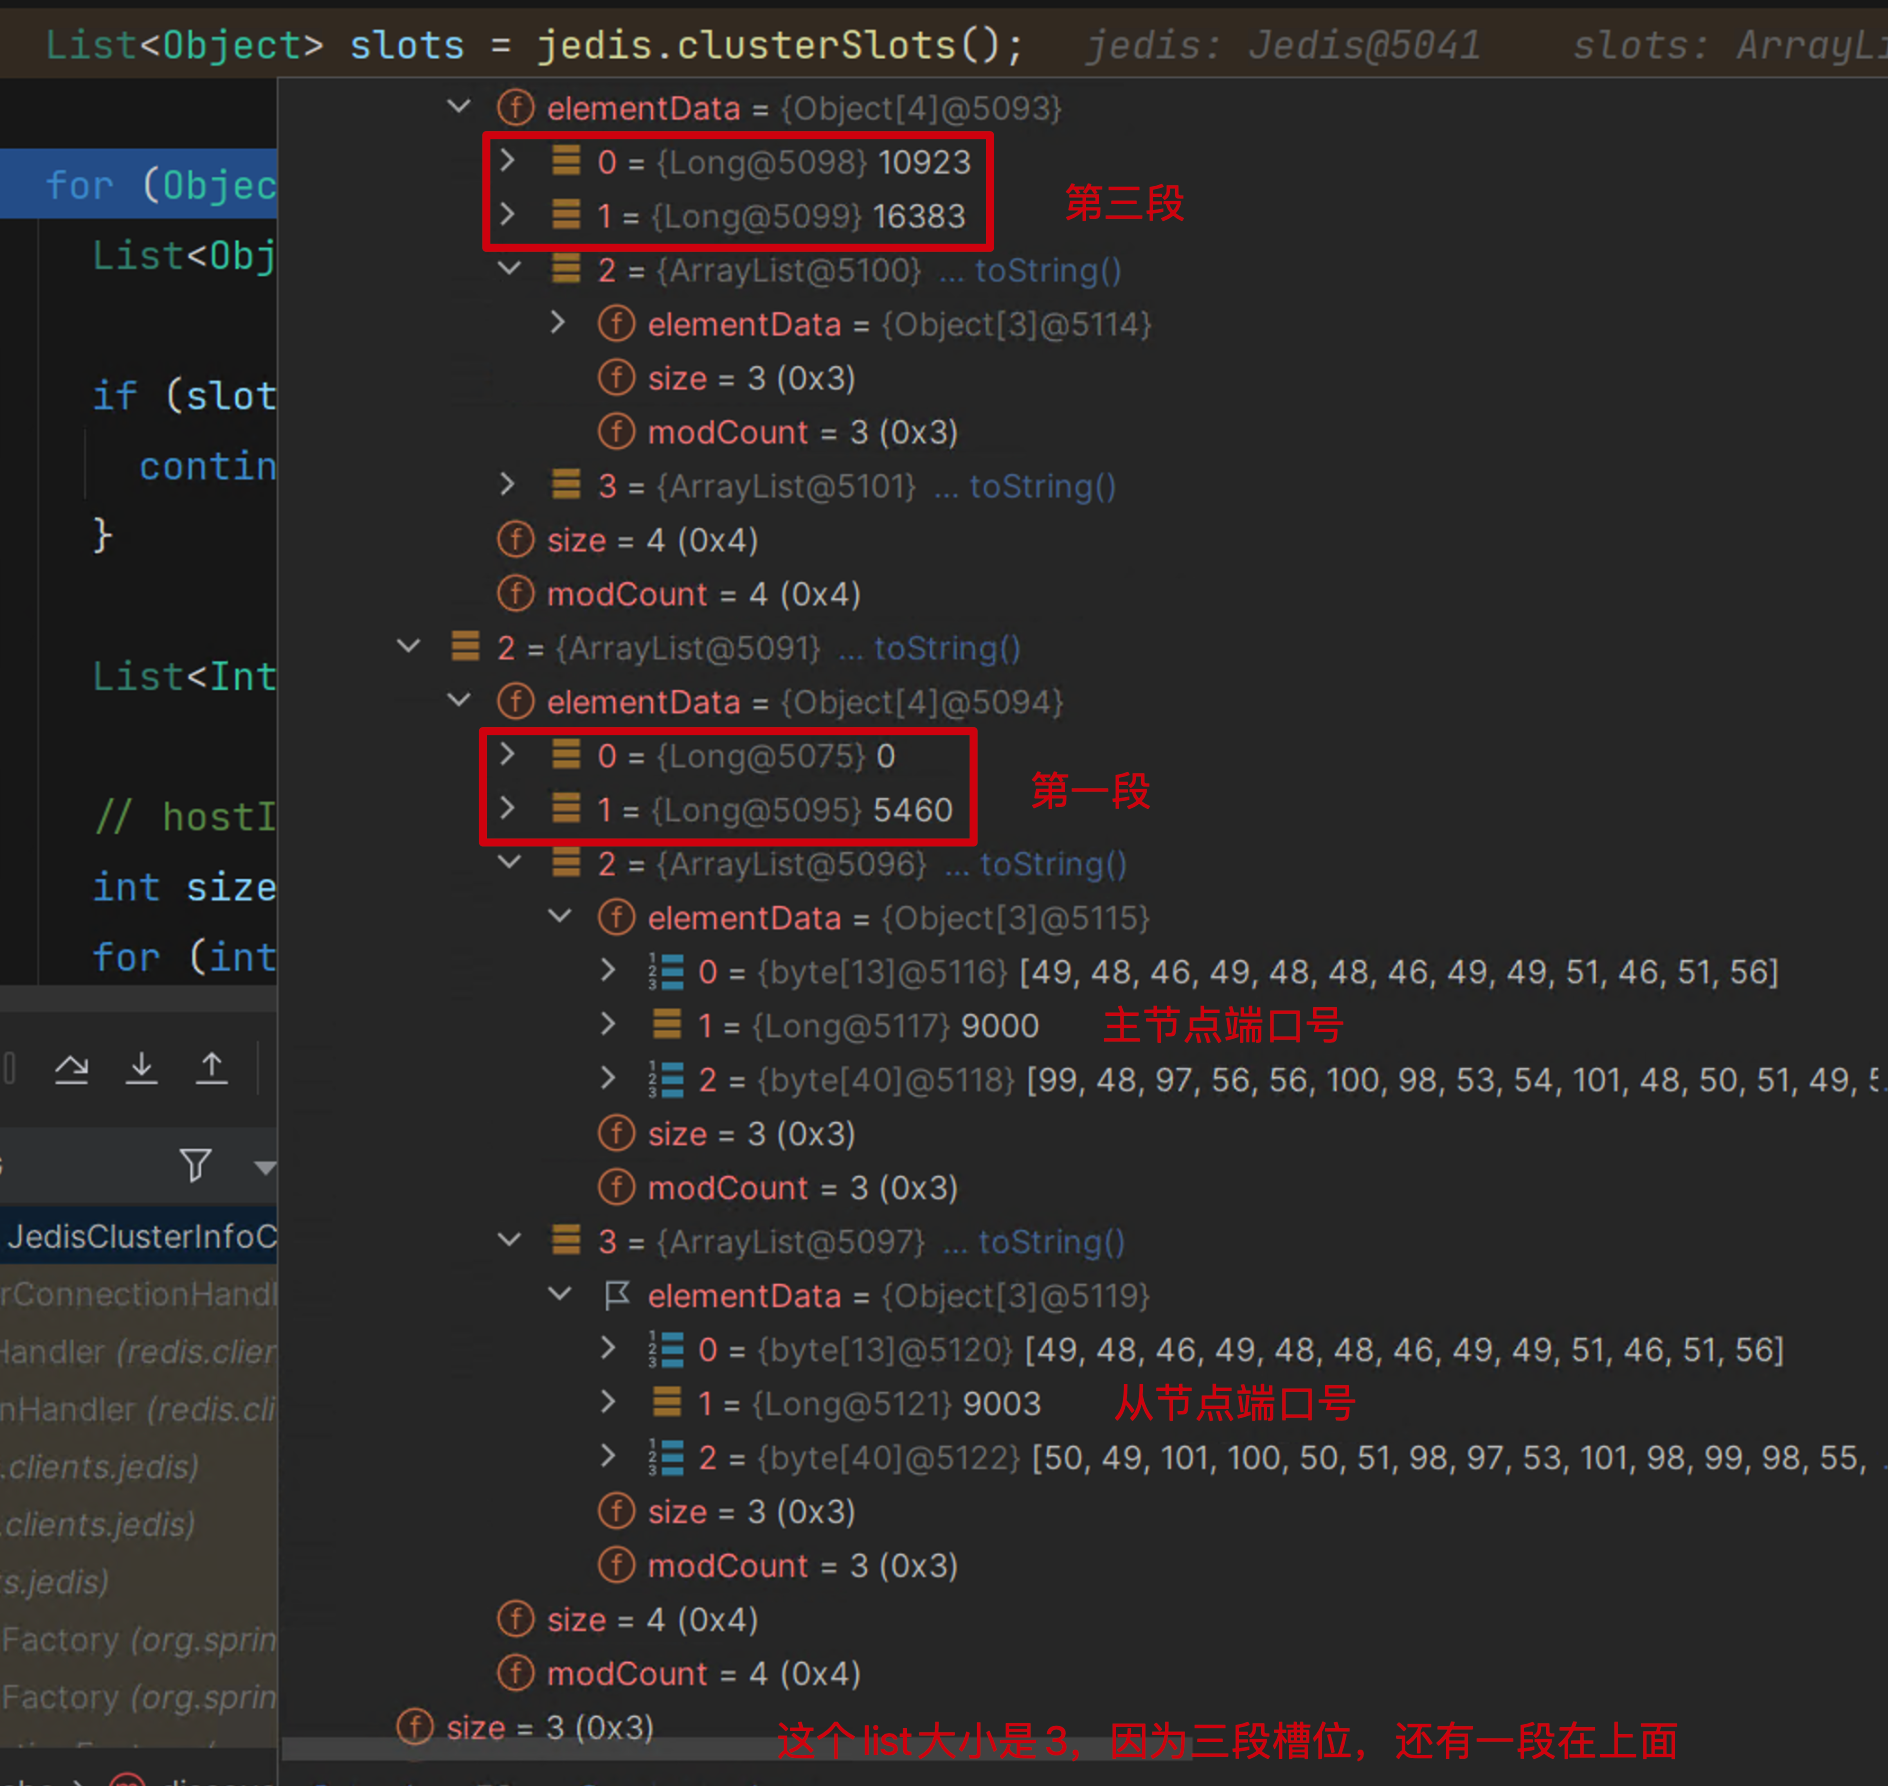 List<Object> slots = jedis.clusterSlots(); jedis: Jedis@5041 slots: ArrayLi
elementData = {Object[4]@5093}
0 = {Long@5098} 10923
for (Objec
第三段
1 = {Long@5099} 16383
List<Obj
2 = {ArrayList@5100} ... toString()
elementData = {Object[3]@5114}
size = 3 (0x3)
if (slot
modCount = 3 (0x3)
contin
3 = {ArrayList@5101} ... toString()
}
size = 4 (0x4)
modCount = 4 (0x4)
2 = {ArrayList@5091} ... toString()
List<Int
elementData = {Object[4]@5094}
0 = {Long@5075} 0
第一段
1 = {Long@5095} 5460
// hostI
2 = {ArrayList@5096} ... toString()
int size
elementData = {Object[3]@5115}
for (int
0 = {byte[13]@5116} [49, 48, 46, 49, 48, 48, 46, 49, 49, 51, 46, 51, 56]
1 = {Long@5117} 9000 主节点端口号
2 = {byte[40]@5118} [99, 48, 97, 56, 56, 100, 98, 53, 54, 101, 48, 50, 51, 49,
size = 3 (0x3)
modCount = 3 (0x3)
JedisClusterInfoC
3 = {ArrayList@5097} ... toString()
rConnectionHandl
elementData = {Object[3]@5119}
Handler (redis.clier
0 = {byte[13]@5120} [49, 48, 46, 49, 48, 48, 46, 49, 49, 51, 46, 51, 56]
nHandler (redis.cli
1 = {Long@5121} 9003 从节点端口号
.clients.jedis)
2 = {byte[40]@5122} [50, 49, 101, 100, 50, 51, 98, 97, 53, 101, 98, 99, 98, 55,
.clients.jedis)
size = 3 (0x3)
s.jedis)
modCount = 3 (0x3)
Factory (org.sprin
size = 4 (0x4)
Factory (org.sprin
modCount = 4 (0x4)
size = 3 (0x3)
这个list大小是3，因为三段槽位，还有一段在上面